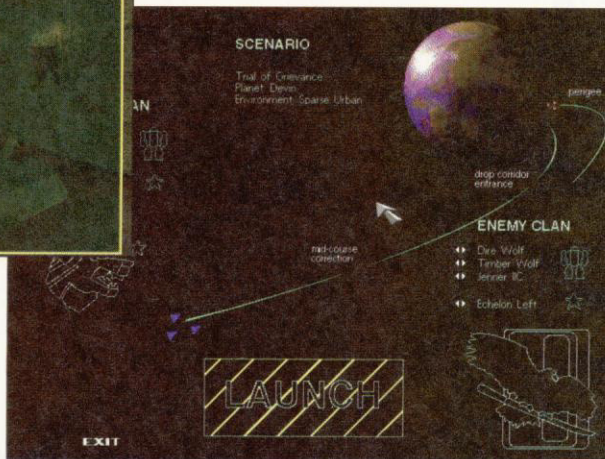 SCENARIO
Trial of Grievance
Planet Devin
Environment Sparse Urban
AN
perigee
drop corridor
entrance
mid-course
correction
ENEMY CLAN
Dire Wolf
Timber Wolf
Jenner IIC
Echelon Left
LAUNCH
EXIT